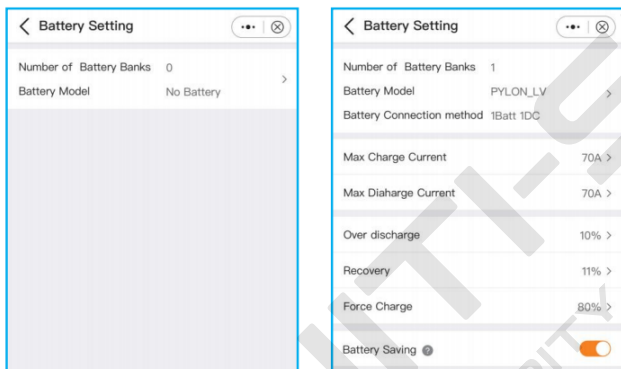 Battery Setting
Number of Battery Banks 0
Battery Model No Battery
Battery Setting
Number of Battery Banks 1
Battery Model PYLON_LV
Battery Connection method 1Batt 1DC
Max Charge Current 70A
Max Diaharge Current 70A
Over discharge 10%
Recovery 11%
Force Charge 80%
Battery Saving